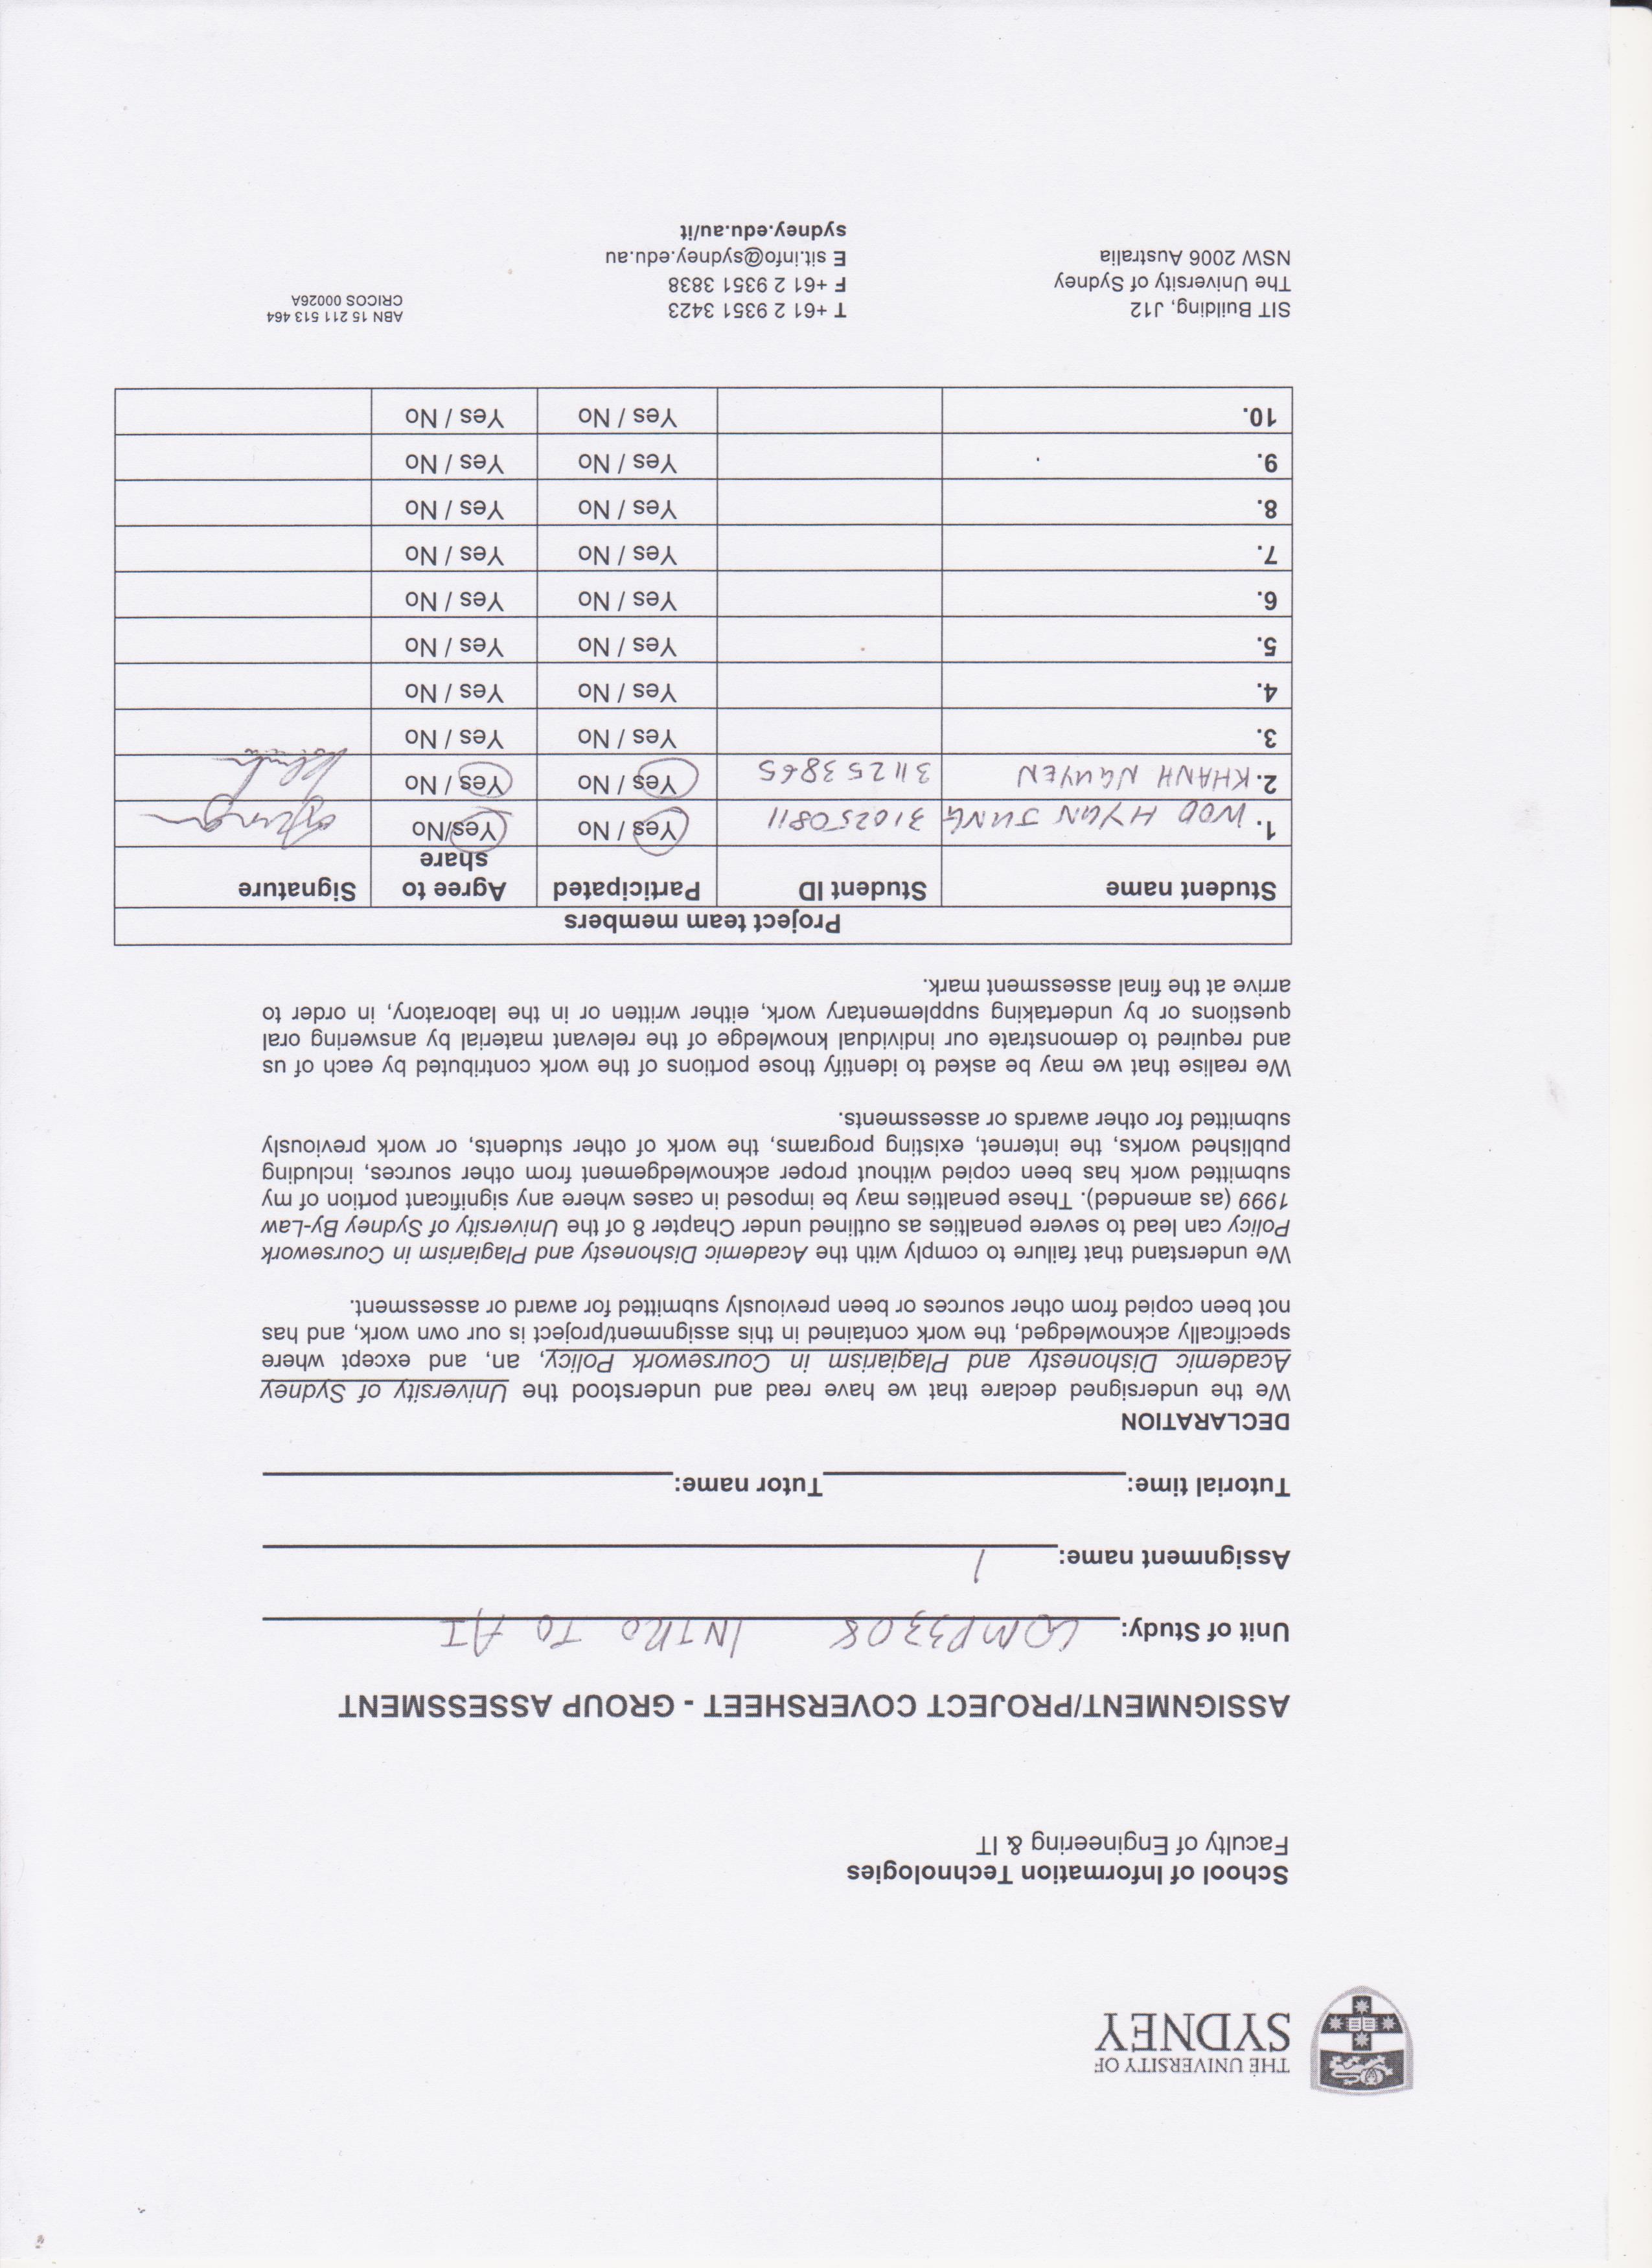 THE UNIVERSITY OF
SYDNEY
School of Information Technologies
Faculty of Engineering & IT
ASSIGNMENT/PROJECT COVERSHEET - GROUP ASSESSMENT
Unit of Study: COMP3308 INTRO TO AI
Assignment name: 1
Tutorial time: Tutor name:
DECLARATION
We the undersigned declare that we have read and understood the University of Sydney
Academic Dishonesty and Plagiarism in Coursework Policy, an, and except where
specifically acknowledged, the work contained in this assignment/project is our own work, and has
not been copied from other sources or been previously submitted for award or assessment.
We understand that failure to comply with the Academic Dishonesty and Plagiarism in Coursework
Policy can lead to severe penalties as outlined under Chapter 8 of the University of Sydney By-Law
1999 (as amended). These penalties may be imposed in cases where any significant portion of my
submitted work has been copied without proper acknowledgement from other sources, including
published works, the internet, existing programs, the work of other students, or work previously
submitted for other awards or assessments.
We realise that we may be asked to identify those portions of the work contributed by each of us
and required to demonstrate our individual knowledge of the relevant material by answering oral
questions or by undertaking supplementary work, either written or in the laboratory, in order to
arrive at the final assessment mark.
Project team members
Student name Student ID Participated Agree to share Signature
1. WOO HYUN JUNG 310250811 Yes / No Yes/No
2. KHANH NGUYEN 311253865 Yes / No Yes / No
3. Yes / No Yes / No
4. Yes / No Yes / No
5. Yes / No Yes / No
6. Yes / No Yes / No
7. Yes / No Yes / No
8. Yes / No Yes / No
9. Yes / No Yes / No
10. Yes / No Yes / No
SIT Building, J12
The University of Sydney
NSW 2006 Australia
T +61 2 9351 3423
F +61 2 9351 3838
E sit.info@sydney.edu.au
sydney.edu.au/it
ABN 15 211 513 464
CRICOS 00026A